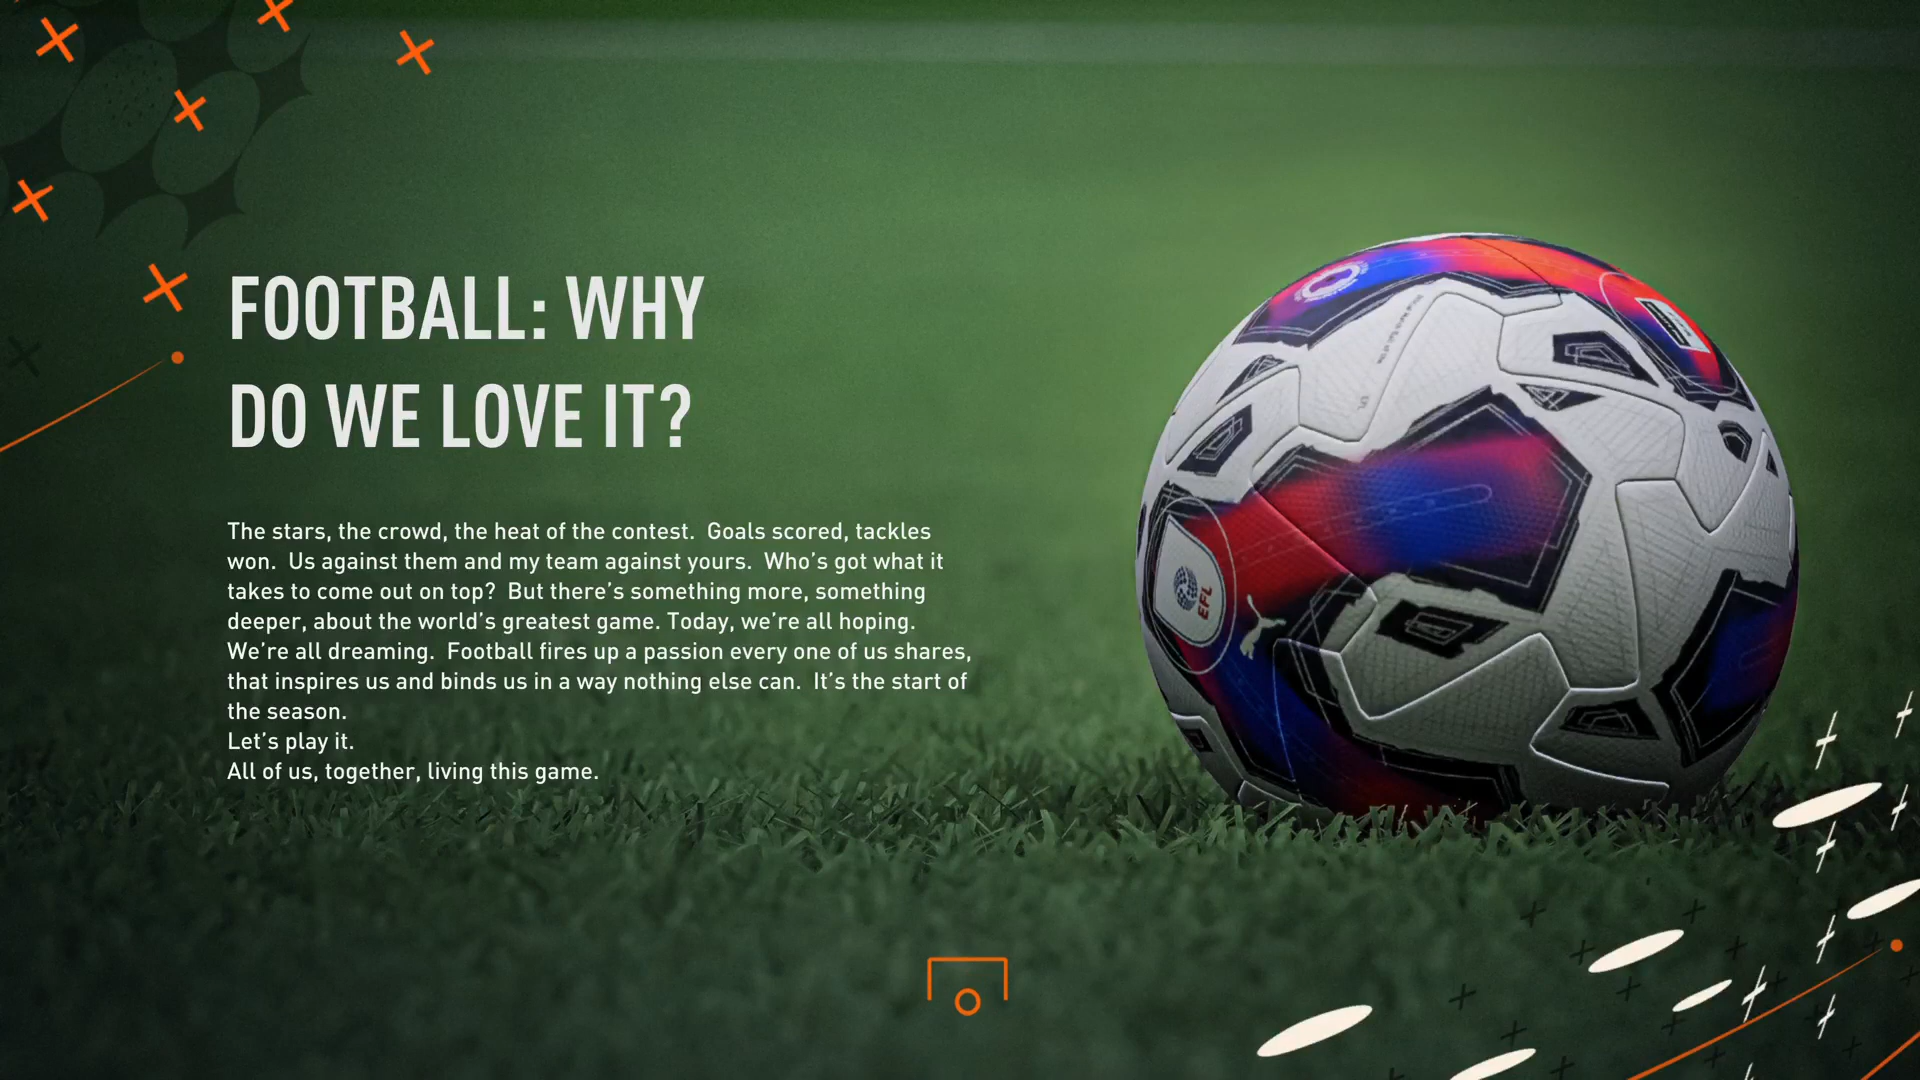 FOOTBALL: WHY
DO WE LOVE IT?
The stars, the crowd, the heat of the contest.  Goals scored, tackles
won.  Us against them and my team against yours.  Who’s got what it
takes to come out on top?  But there’s something more, something
deeper, about the world’s greatest game. Today, we’re all hoping.
We’re all dreaming.  Football fires up a passion every one of us shares,
that inspires us and binds us in a way nothing else can.  It’s the start of
the season.
Let’s play it.
All of us, together, living this game.
EFL